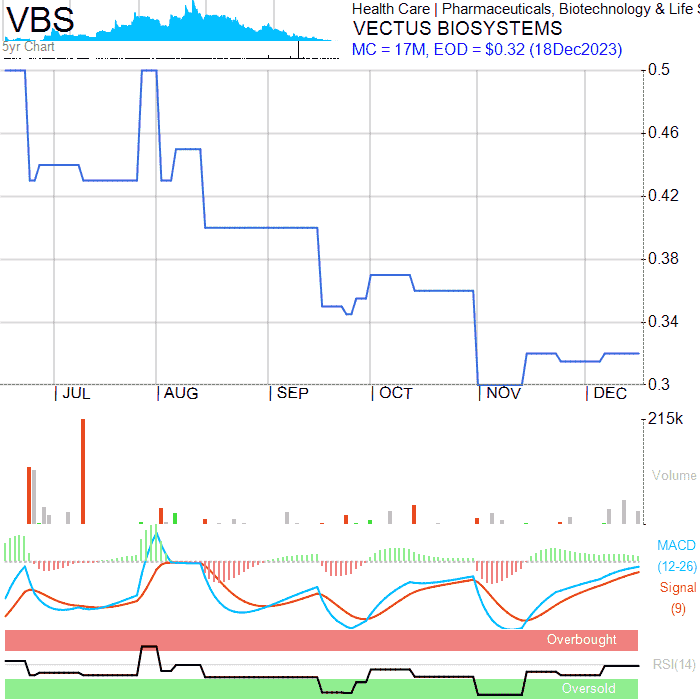 VBS
5yr Chart
Health Care | Pharmaceuticals, Biotechnology & Life S
VECTUS BIOSYSTEMS
MC = 17M, EOD = $0.32 (18Dec2023)
0.5
0.46
0.42
0.38
0.34
0.3
JUL AUG SEP OCT NOV DEC
215k
Volume
MACD
(12-26)
Signal
(9)
Overbought
RSI(14)
Oversold